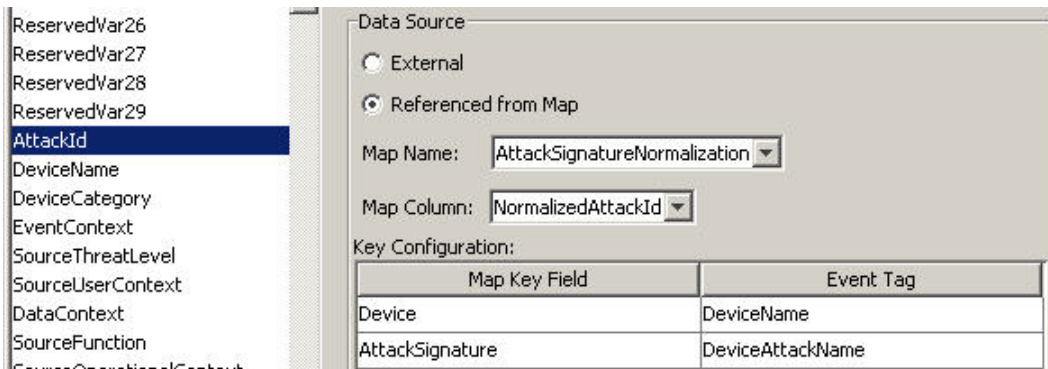 ReservedVar26
ReservedVar27
ReservedVar28
ReservedVar29
AttackId
DeviceName
DeviceCategory
EventContext
SourceThreatLevel
SourceUserContext
DataContext
SourceFunction
SourceOperationalContext
Data Source
External
Referenced from Map
Map Name: AttackSignatureNormalization
Map Column: NormalizedAttackId
Key Configuration:
Map Key Field Event Tag
Device DeviceName
AttackSignature DeviceAttackName